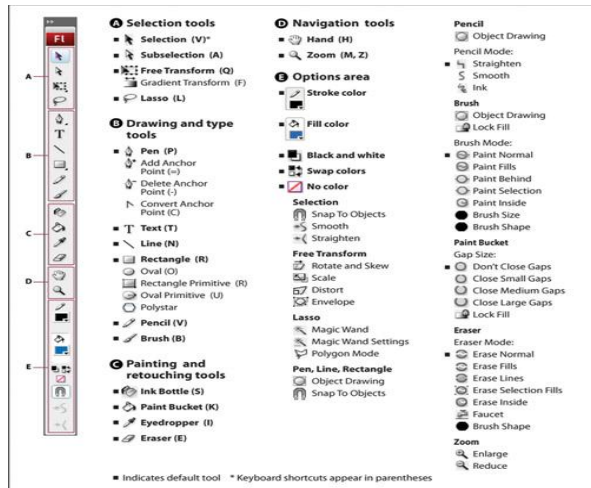 Fl
A
B
C
D
E
A Selection tools
Selection (V)*
Subselection (A)
Free Transform (Q)
Gradient Transform (F)
Lasso (L)
B Drawing and type
tools
Pen (P)
Add Anchor
Point (=)
Delete Anchor
Point (-)
Convert Anchor
Point (C)
T Text (T)
Line (N)
Rectangle (R)
Oval (O)
Rectangle Primitive (R)
Oval Primitive (U)
Polystar
Pencil (V)
Brush (B)
C Painting and
retouching tools
Ink Bottle (S)
Paint Bucket (K)
Eyedropper (I)
Eraser (E)
D Navigation tools
Hand (H)
Zoom (M, Z)
E Options area
Stroke color
Fill color
Black and white
Swap colors
No color
Selection
Snap To Objects
Smooth
Straighten
Free Transform
Rotate and Skew
Scale
Distort
Envelope
Lasso
Magic Wand
Magic Wand Settings
Polygon Mode
Pen, Line, Rectangle
Object Drawing
Snap To Objects
Pencil
Object Drawing
Pencil Mode:
Straighten
Smooth
Ink
Brush
Object Drawing
Lock Fill
Brush Mode:
Paint Normal
Paint Fills
Paint Behind
Paint Selection
Paint Inside
Brush Size
Brush Shape
Paint Bucket
Gap Size:
Don't Close Gaps
Close Small Gaps
Close Medium Gaps
Close Large Gaps
Lock Fill
Eraser
Eraser Mode:
Erase Normal
Erase Fills
Erase Lines
Erase Selection Fills
Erase Inside
Faucet
Brush Shape
Zoom
Enlarge
Reduce
Indicates default tool * Keyboard shortcuts appear in parentheses